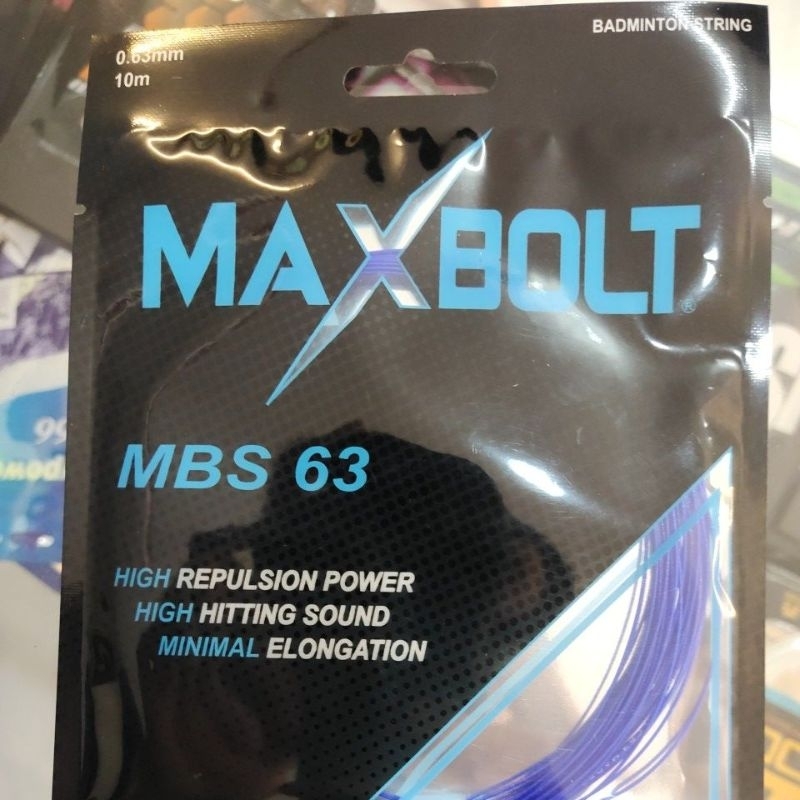 0.63mm
10m
BADMINTON STRING
MAXBOLT
®
MBS 63
HIGH REPULSION POWER
HIGH HITTING SOUND
MINIMAL ELONGATION